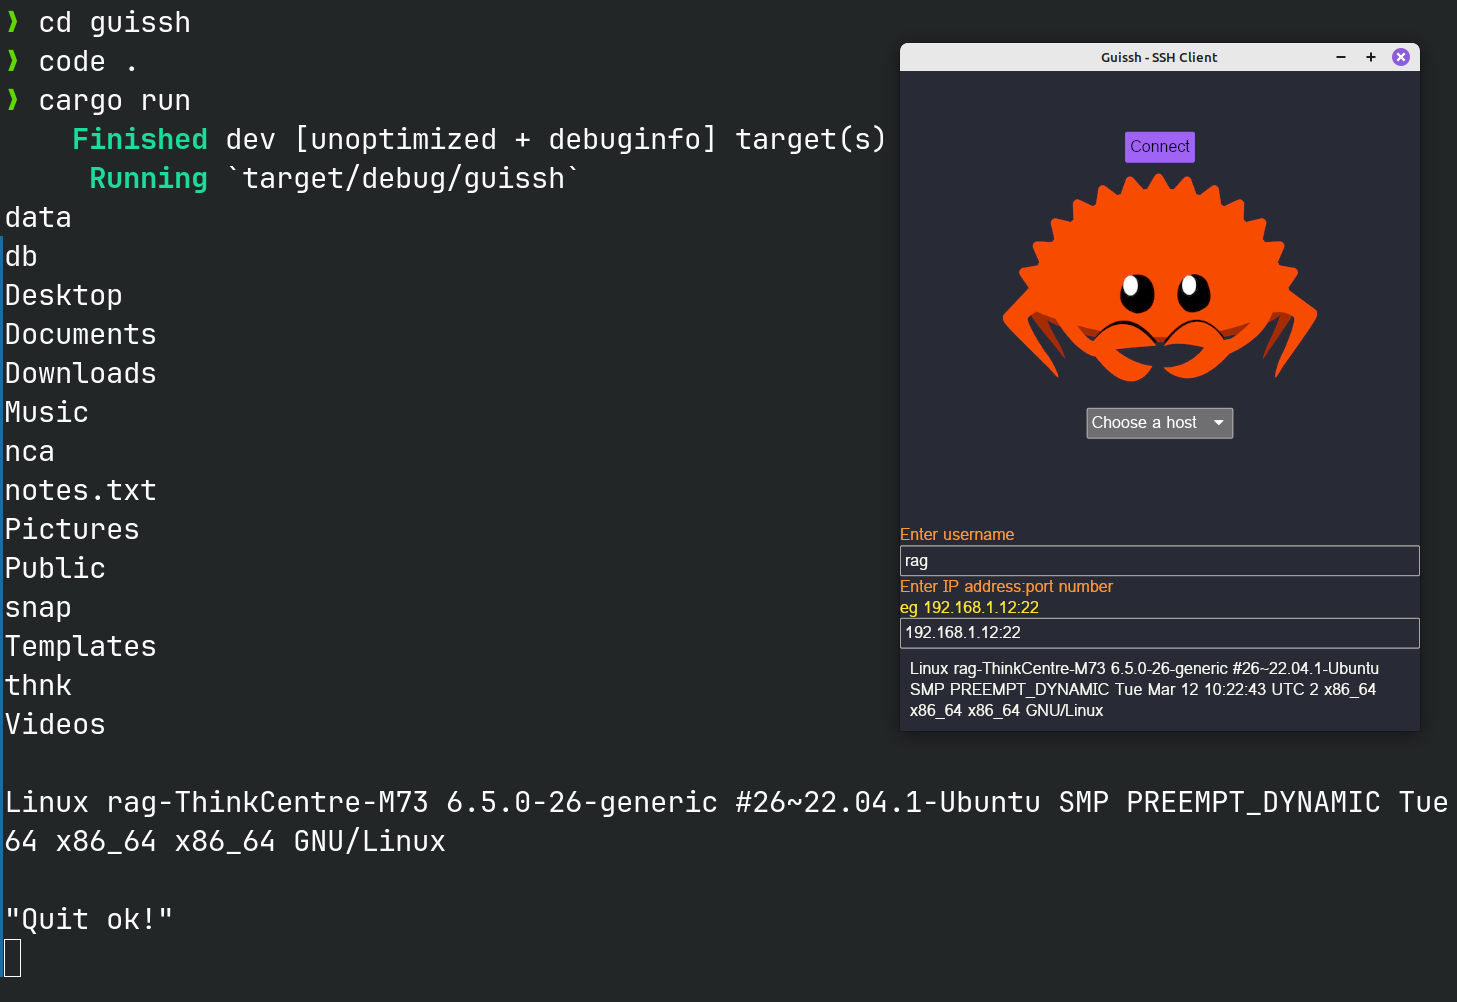 ❱ cd guissh
❱ code .
❱ cargo run
Finished dev [unoptimized + debuginfo] target(s)
Running `target/debug/guissh`
data
db
Desktop
Documents
Downloads
Music
nca
notes.txt
Pictures
Public
snap
Templates
thnk
Videos
Linux rag-ThinkCentre-M73 6.5.0-26-generic #26~22.04.1-Ubuntu SMP PREEMPT_DYNAMIC Tue
64 x86_64 x86_64 GNU/Linux
"Quit ok!"
Guissh - SSH Client
Connect
Choose a host
Enter username
rag
Enter IP address:port number
eg 192.168.1.12:22
192.168.1.12:22
Linux rag-ThinkCentre-M73 6.5.0-26-generic #26~22.04.1-Ubuntu
SMP PREEMPT_DYNAMIC Tue Mar 12 10:22:43 UTC 2 x86_64
x86_64 x86_64 GNU/Linux